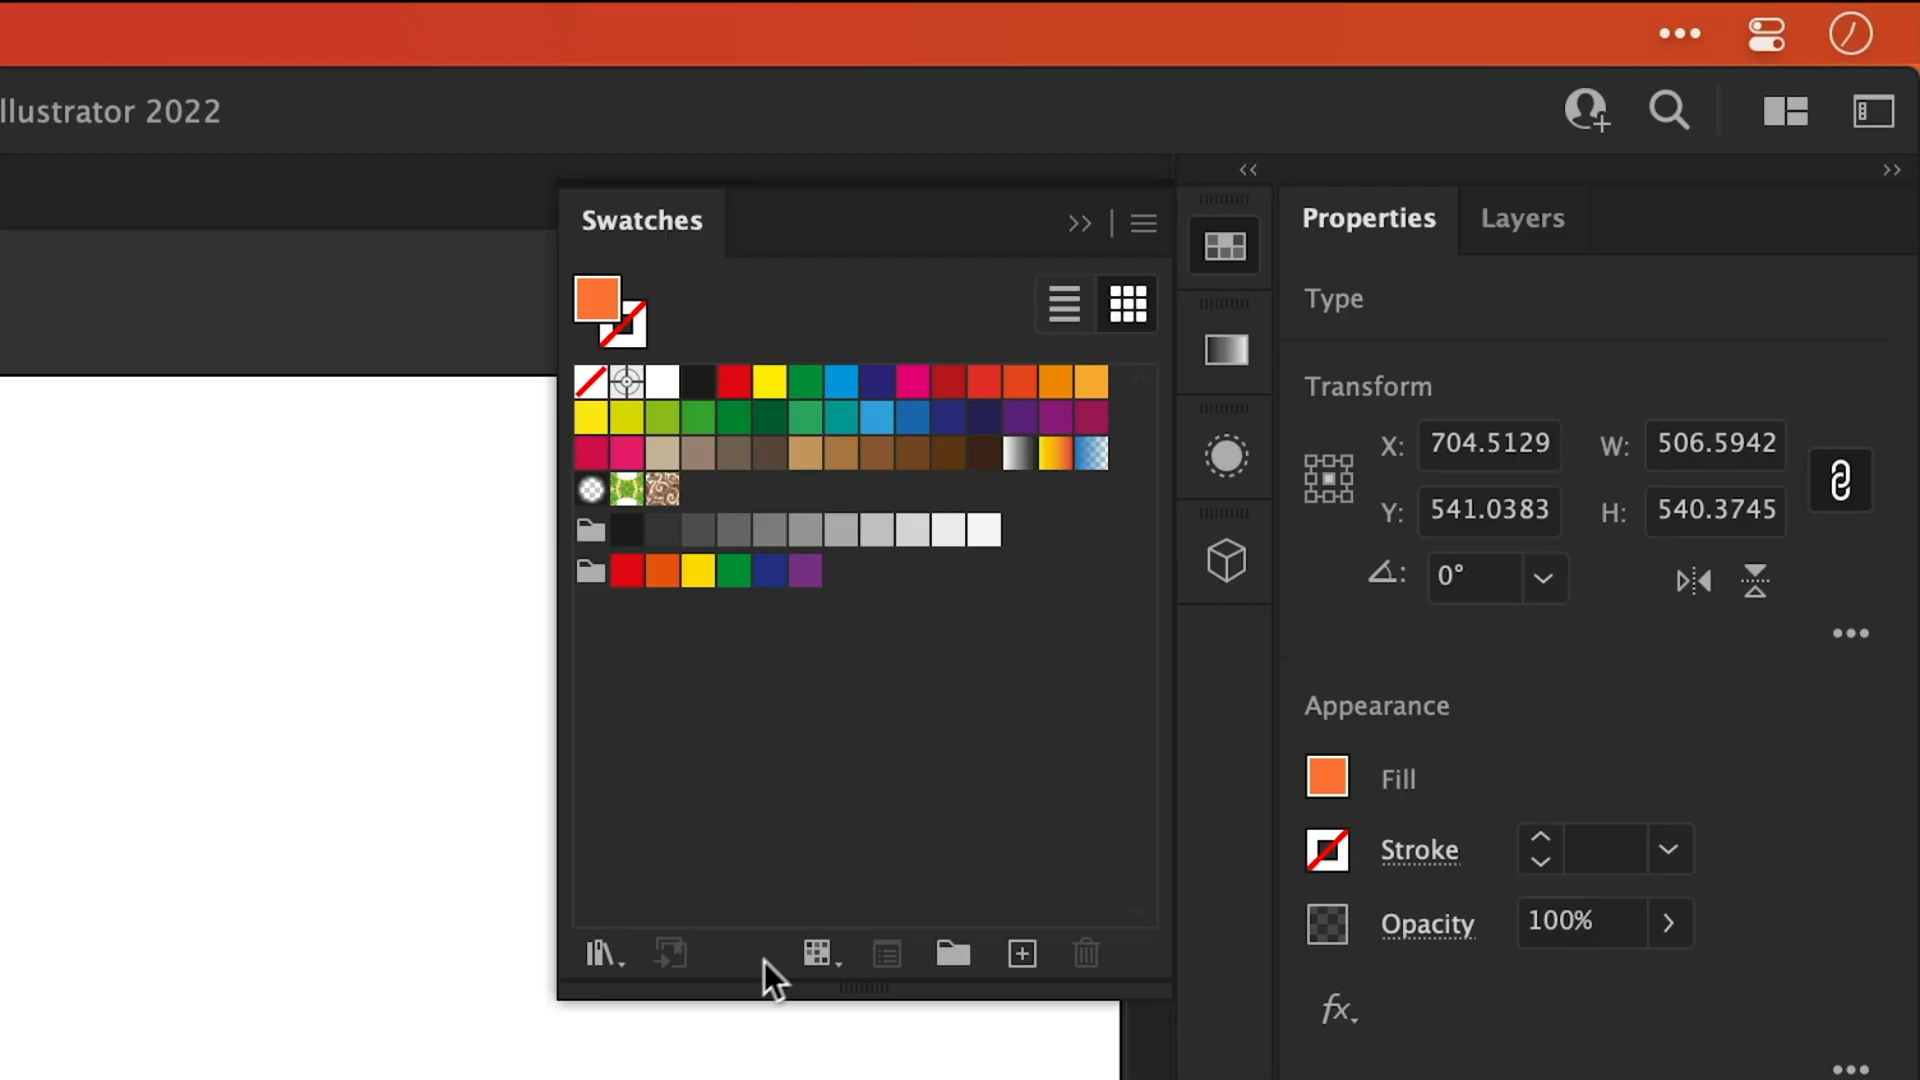 llustrator 2022
Swatches
Properties
Layers
Type
Transform
X: 704.5129
W: 506.5942
Y: 541.0383
H: 540.3745
0°
Appearance
Fill
Stroke
Opacity
100%
fx